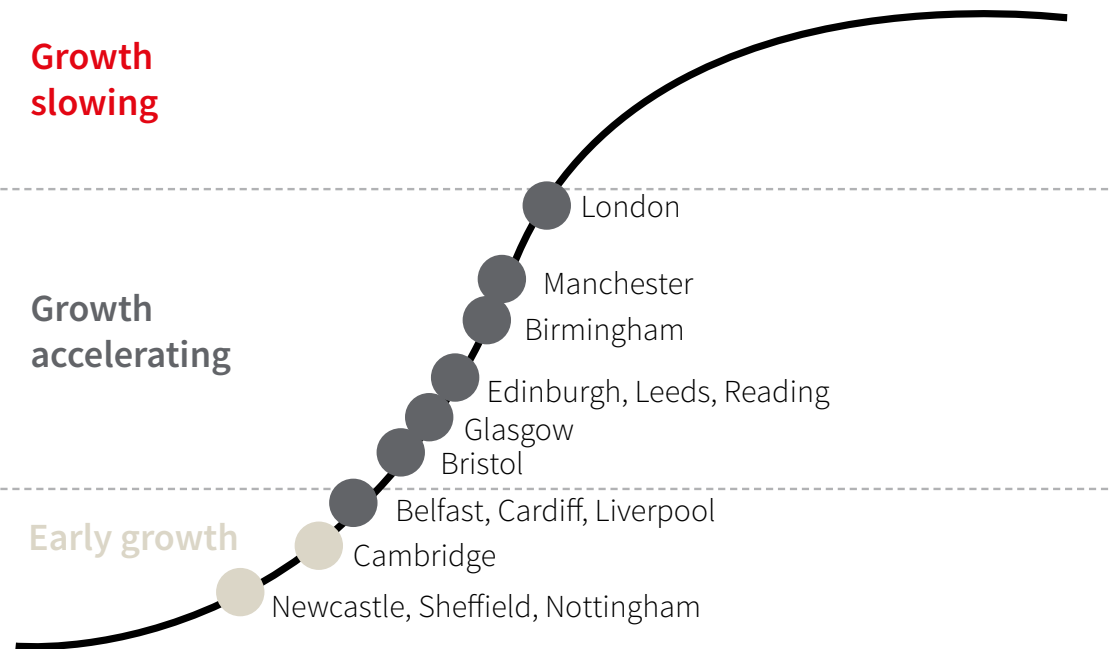 Growth
slowing
London
Manchester
Growth
accelerating
Birmingham
Edinburgh, Leeds, Reading
Glasgow
Bristol
Belfast, Cardiff, Liverpool
Early growth
Cambridge
Newcastle, Sheffield, Nottingham